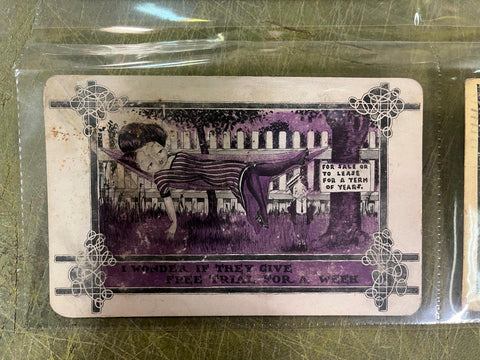 FOR SALE OR
TO LEASE
FOR A TERM
OF YEARS.
I WONDER IF THEY GIVE
FREE TRIAL FOR A WEEK